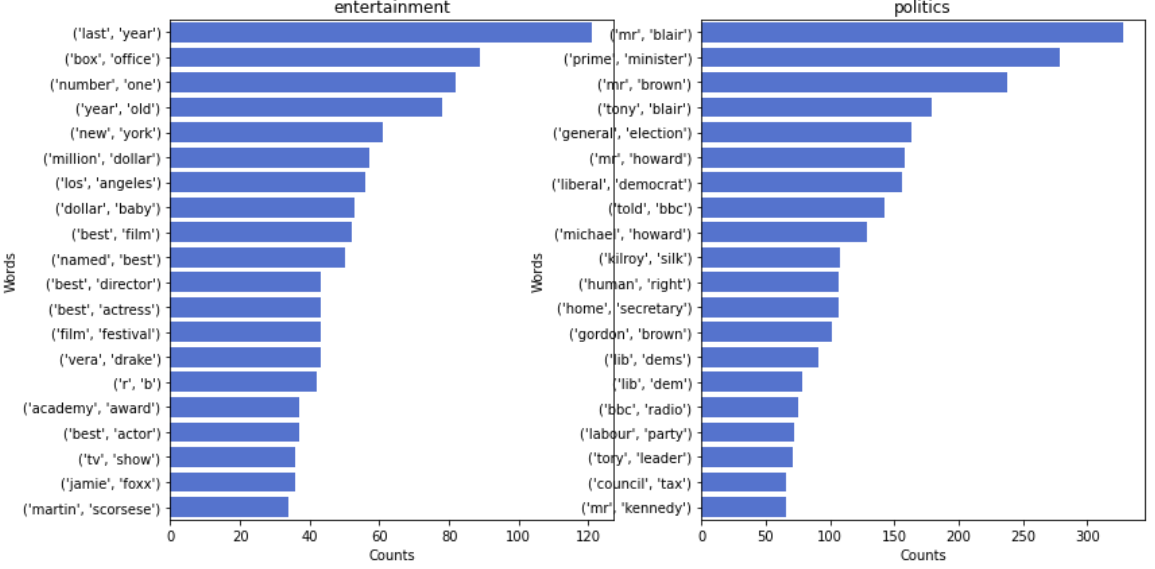 entertainment
Words
('last', 'year')
('box', 'office')
('number', 'one')
('year', 'old')
('new', 'york')
('million', 'dollar')
('los', 'angeles')
('dollar', 'baby')
('best', 'film')
('named', 'best')
('best', 'director')
('best', 'actress')
('film', 'festival')
('vera', 'drake')
('r', 'b')
('academy', 'award')
('best', 'actor')
('tv', 'show')
('jamie', 'foxx')
('martin', 'scorsese')
0 20 40 60 80 100 120
Counts
politics
Words
('mr', 'blair')
('prime', 'minister')
('mr', 'brown')
('tony', 'blair')
('general', 'election')
('mr', 'howard')
('liberal', 'democrat')
('told', 'bbc')
('michael', 'howard')
('kilroy', 'silk')
('human', 'right')
('home', 'secretary')
('gordon', 'brown')
('lib', 'dems')
('lib', 'dem')
('bbc', 'radio')
('labour', 'party')
('tory', 'leader')
('council', 'tax')
('mr', 'kennedy')
0 50 100 150 200 250 300
Counts